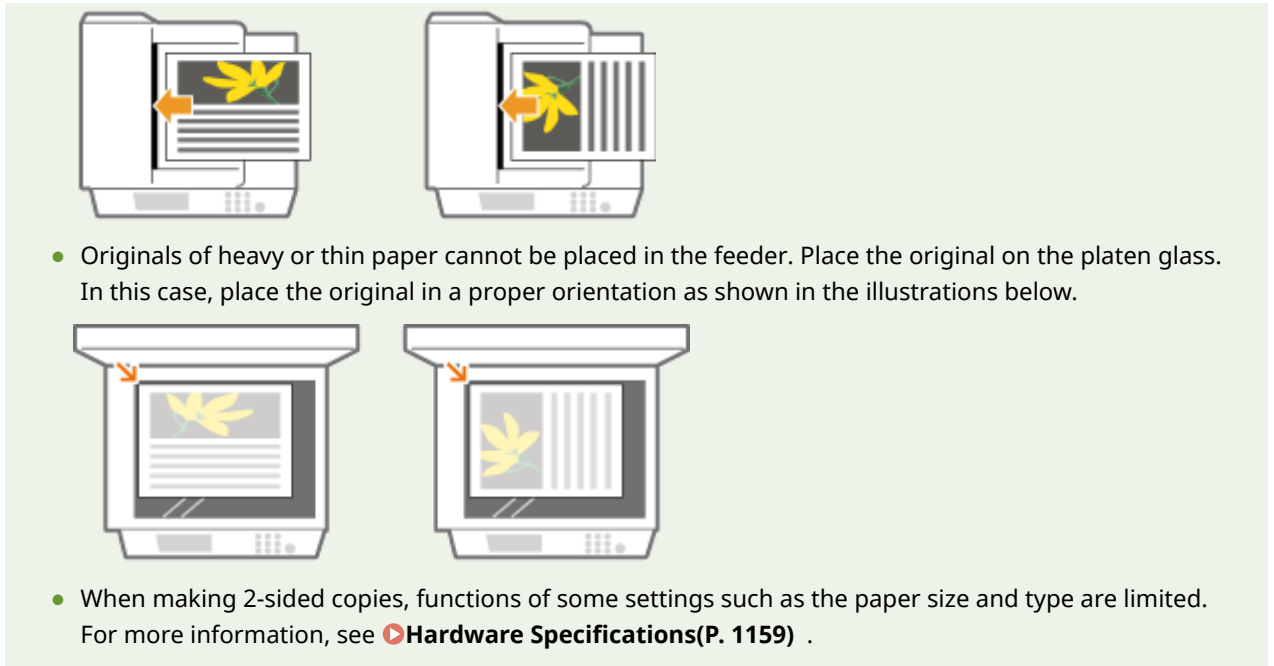 ● Originals of heavy or thin paper cannot be placed in the feeder. Place the original on the platen glass.
In this case, place the original in a proper orientation as shown in the illustrations below.
● When making 2-sided copies, functions of some settings such as the paper size and type are limited.
For more information, see Hardware Specifications(P. 1159) .